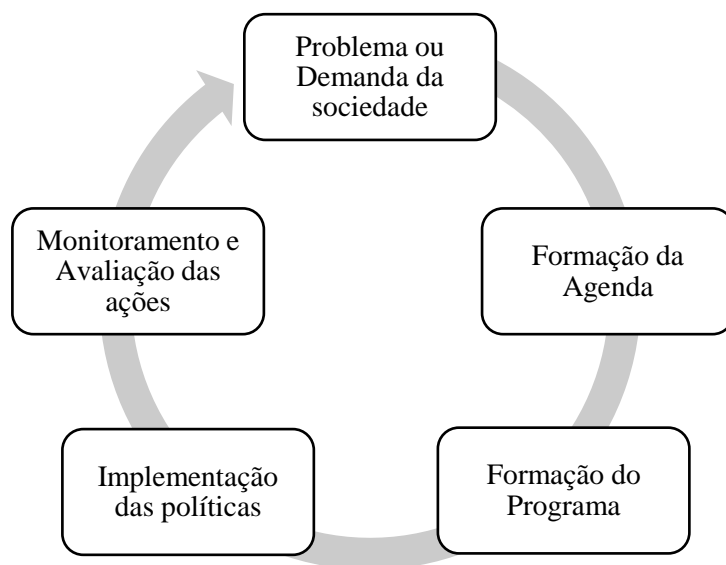 Problema ou
Demanda da
sociedade
Formação da
Agenda
Formação do
Programa
Implementação
das políticas
Monitoramento e
Avaliação das
ações